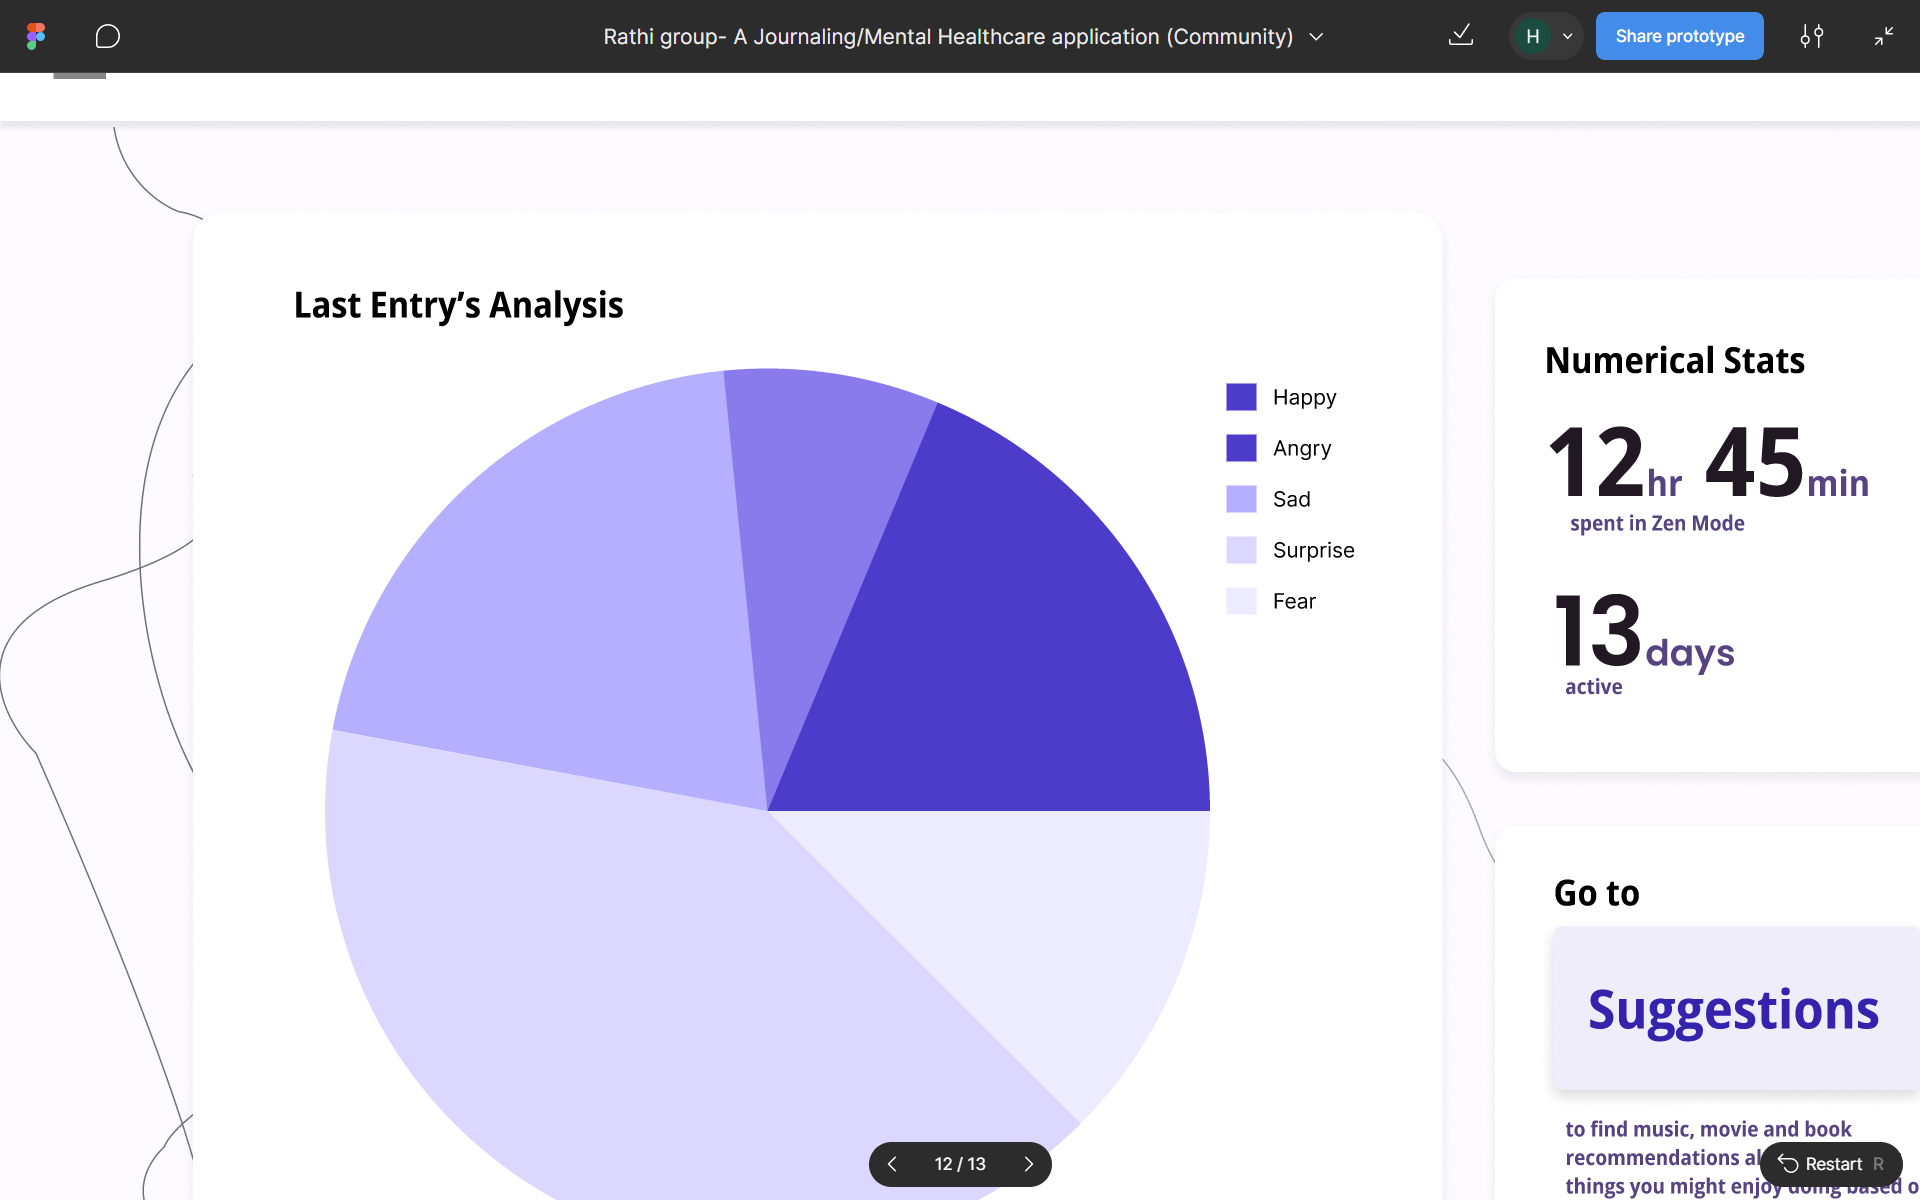 Rathi group- A Journaling/Mental Healthcare application (Community)
H
Share prototype
Last Entry’s Analysis
Happy
Angry
Sad
Surprise
Fear
Numerical Stats
12hr 45min
spent in Zen Mode
13days
active
Go to
Suggestions
to find music, movie and book
recommendations
things you might enjoy doing based
12 / 13
Restart R